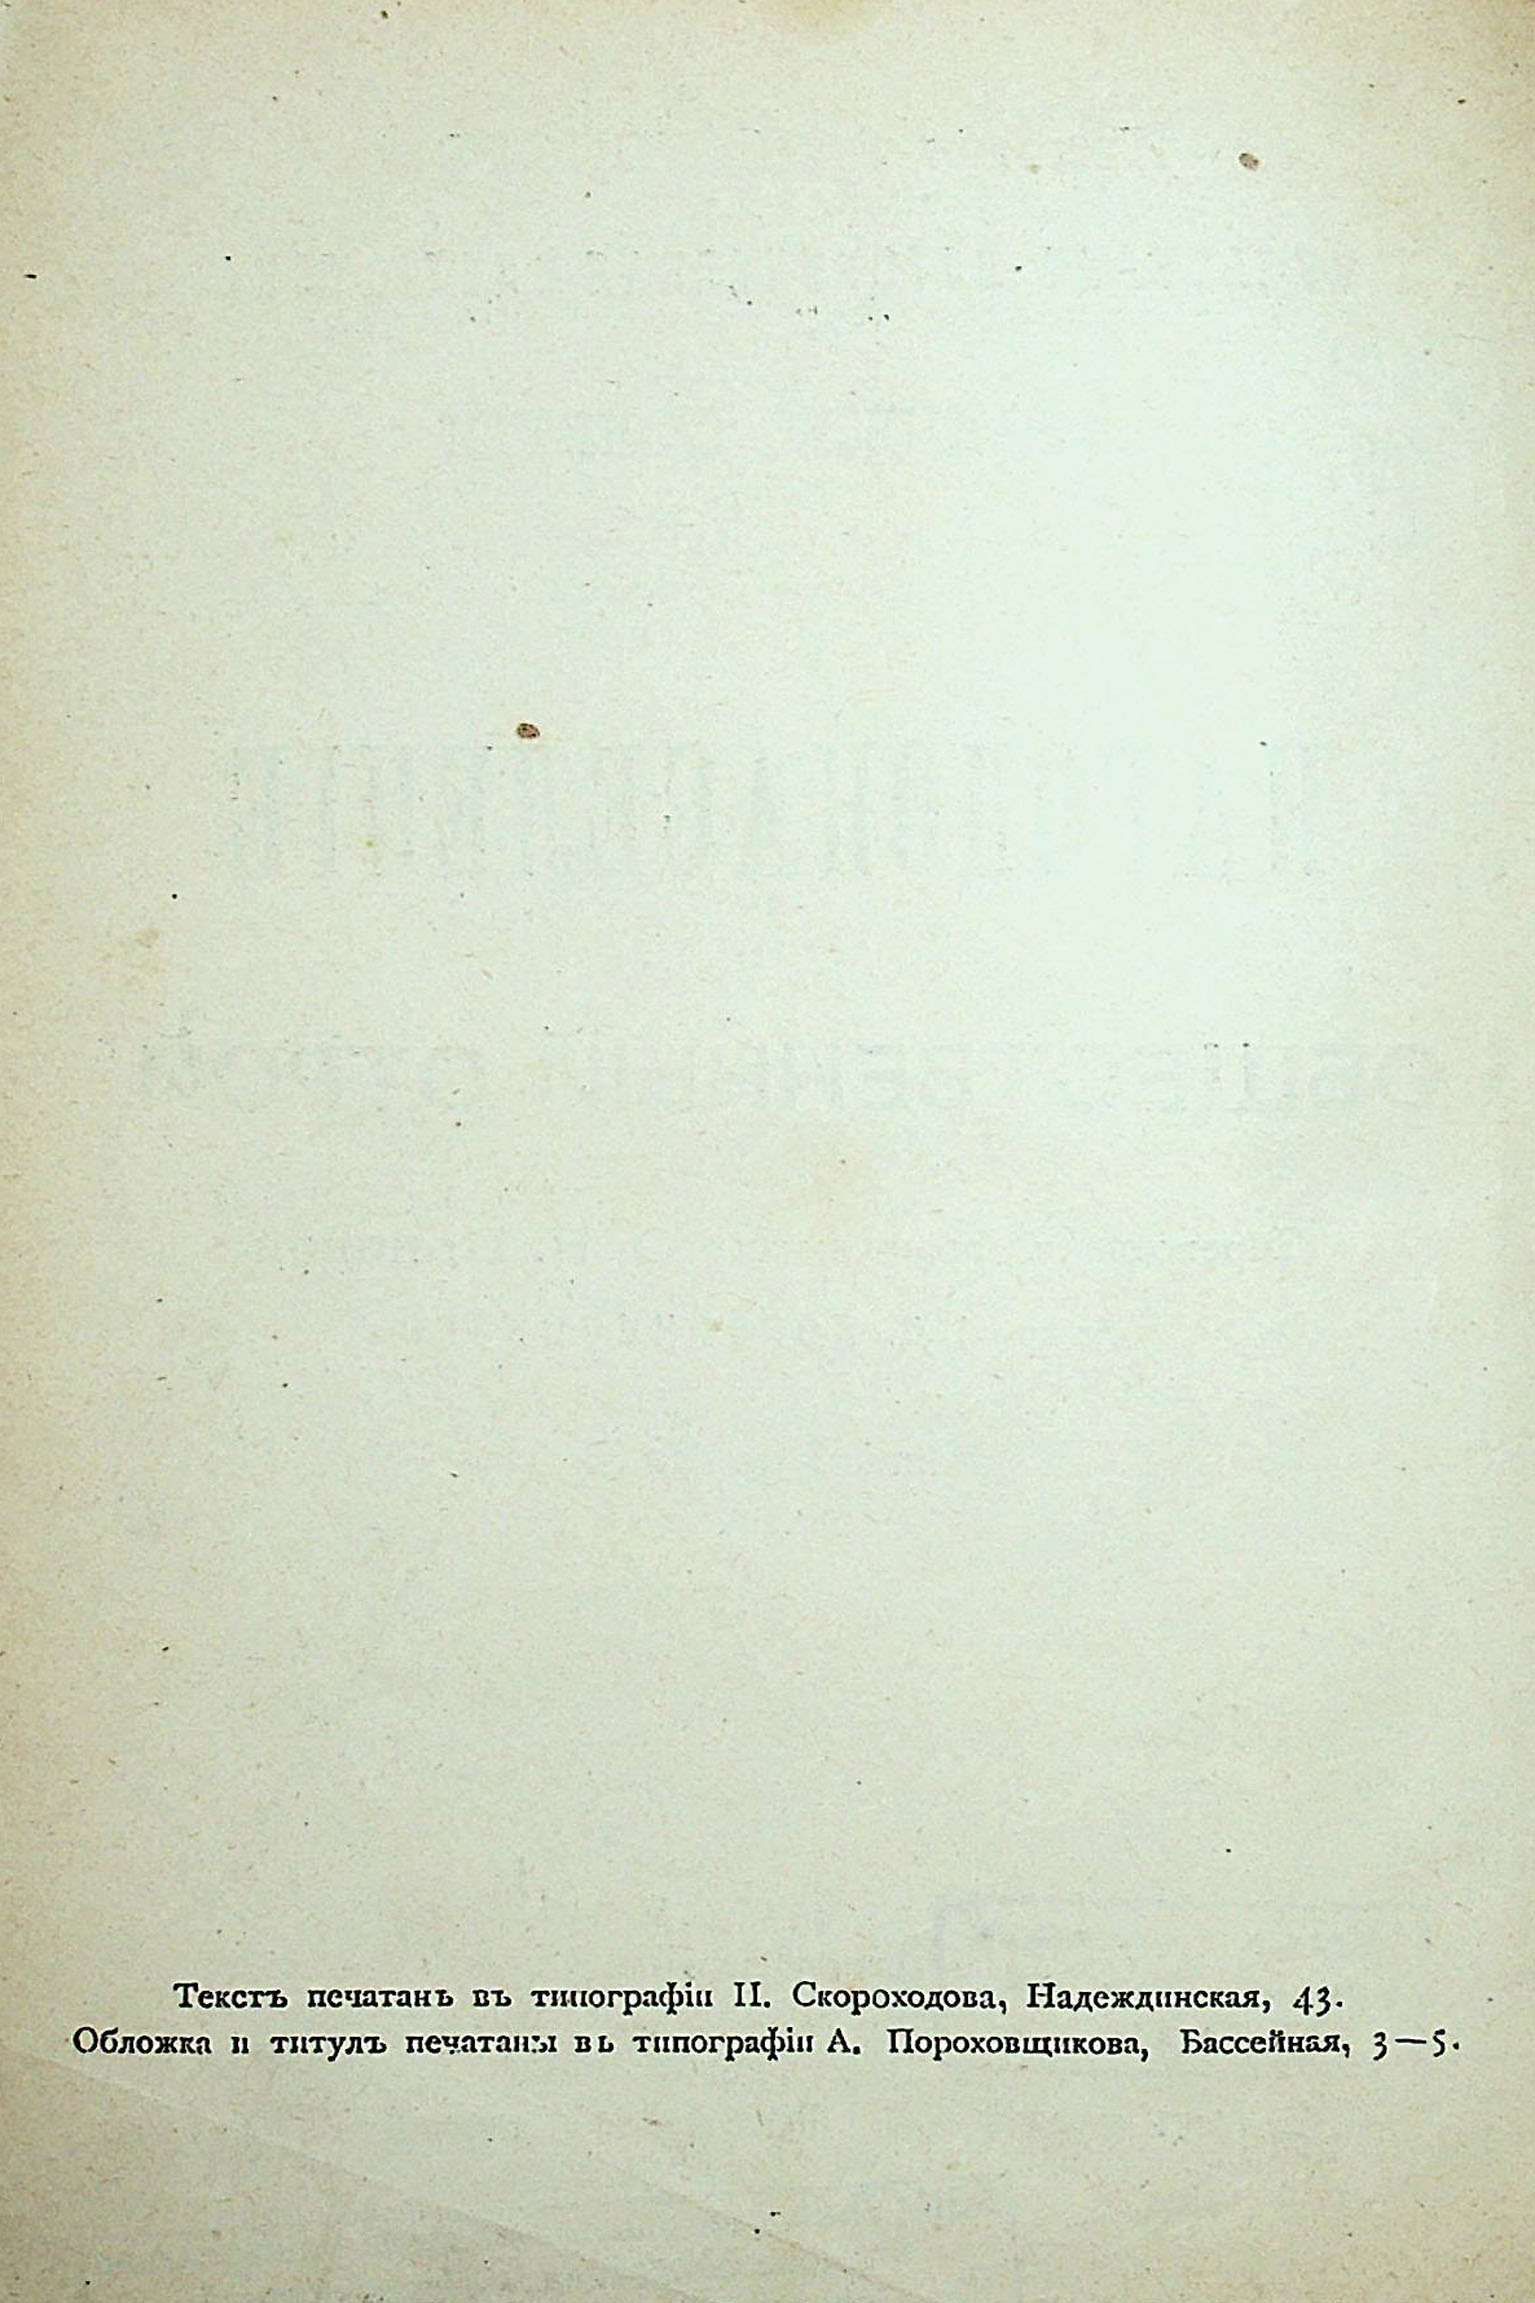 Текстъ печатанъ въ типографіи П. Скороходова, Надеждинская, 43.
Обложка и титулъ печатаны въ типографіи А. Пороховщикова, Бассейная, 3—5.